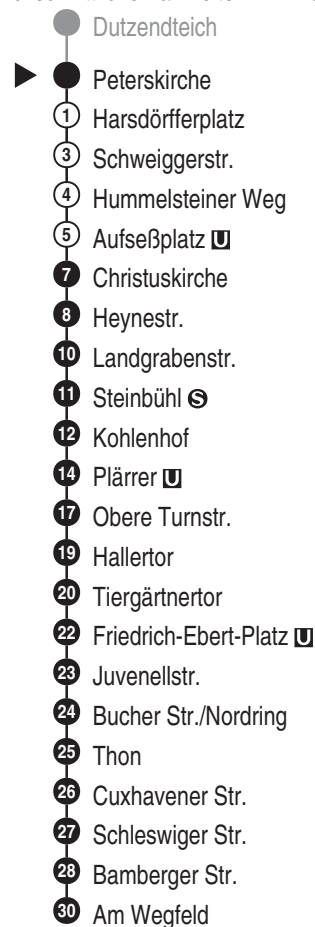 Dutzendteich
Peterskirche
1 Harsdörfferplatz
3 Schweiggerstr.
4 Hummelsteiner Weg
5 Aufseßplatz U
7 Christuskirche
8 Heynestr.
10 Landgrabenstr.
11 Steinbühl S
12 Kohlenhof
14 Plärrer U
17 Obere Turnstr.
19 Hallertor
20 Tiergärtnertor
22 Friedrich-Ebert-Platz U
23 Juvenellstr.
24 Bucher Str./Nordring
25 Thon
26 Cuxhavener Str.
27 Schleswiger Str.
28 Bamberger Str.
30 Am Wegfeld